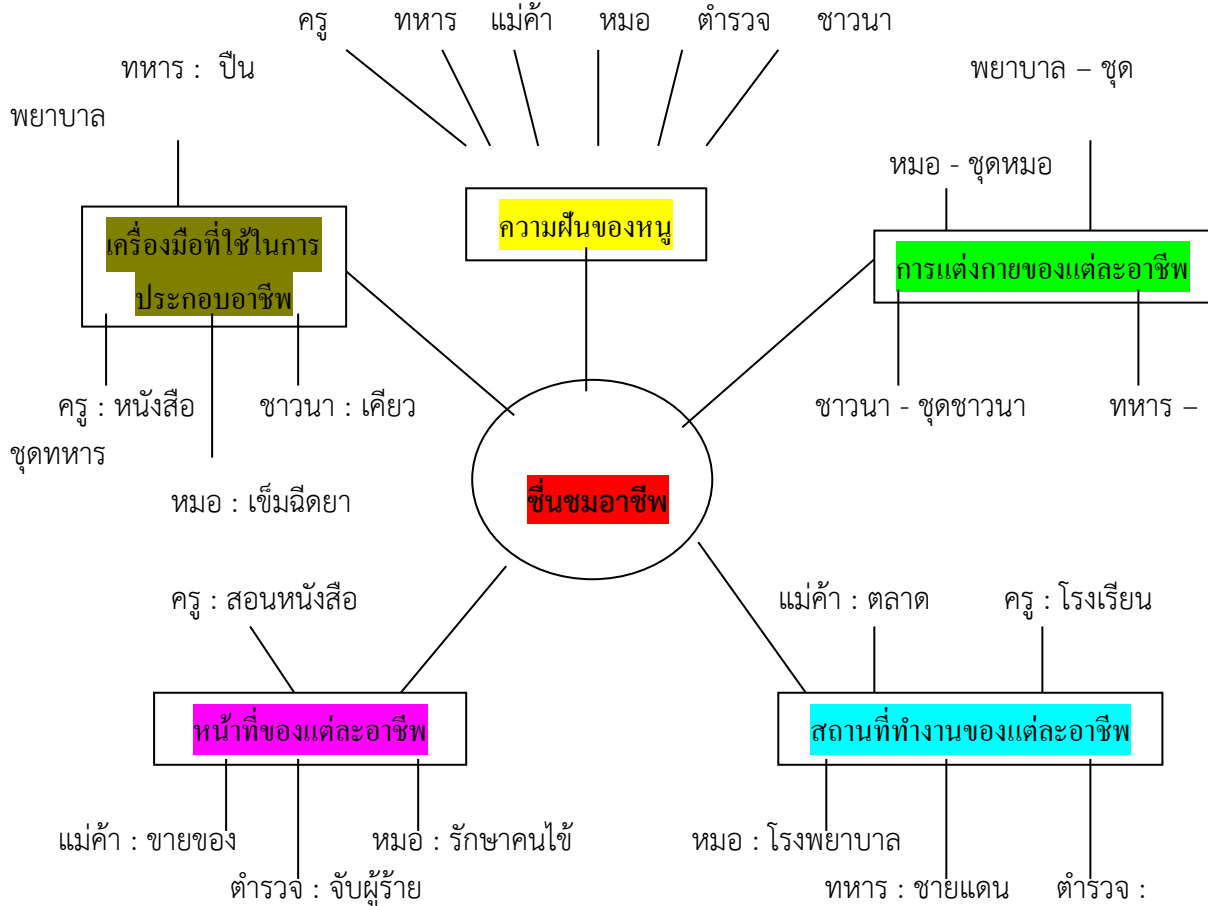 ครู ทหาร แม่ค้า หมอ ตำรวจ ชาวนา
ทหาร : ปืน พยาบาล – ชุด
พยาบาล
หมอ - ชุดหมอ
ความฝันของหนู
เครื่องมือที่ใช้ในการ
ประกอบอาชีพ
การแต่งกายของแต่ละอาชีพ
ครู : หนังสือ ชาวนา : เคียว ชาวนา - ชุดชาวนา ทหาร –
ชุดทหาร
หมอ : เข็มฉีดยา
ชื่นชมอาชีพ
ครู : สอนหนังสือ แม่ค้า : ตลาด ครู : โรงเรียน
หน้าที่ของแต่ละอาชีพ สถานที่ทำงานของแต่ละอาชีพ
แม่ค้า : ขายของ หมอ : รักษาคนไข้ หมอ : โรงพยาบาล
ตำรวจ : จับผู้ร้าย ทหาร : ชายแดน ตำรวจ :